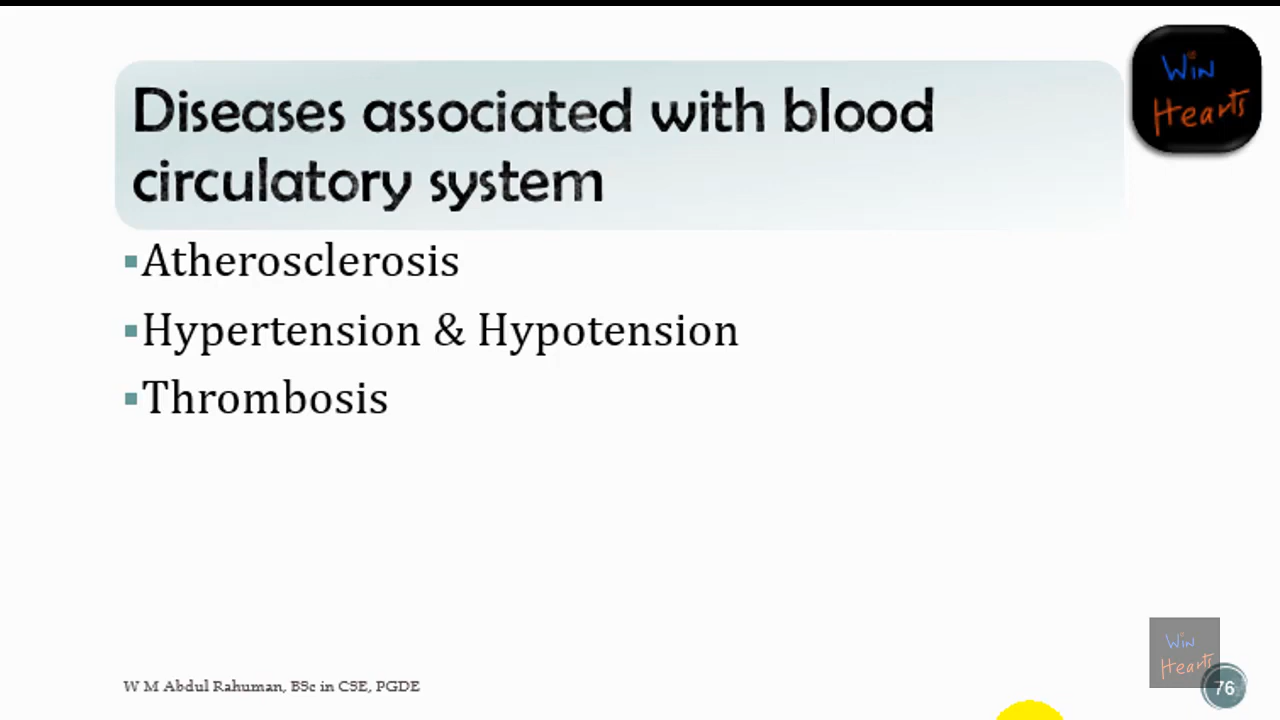 Win
Hearts
Diseases associated with blood
circulatory system
▪Atherosclerosis
▪Hypertension & Hypotension
▪Thrombosis
Win
Hearts
W M Abdul Rahuman, BSc in CSE, PGDE
76